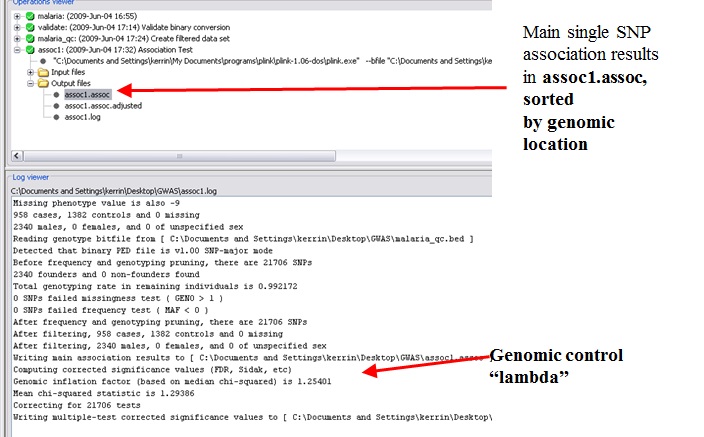 Operations viewer
malaria: (2009-Jun-04 16:55)
validate: (2009-Jun-04 17:14) Validate binary conversion
malaria_qc: (2009-Jun-04 17:24) Create filtered data set
assoc1: (2009-Jun-04 17:32) Association Test
"C:\Documents and Settings\kerrin\My Documents\programs\plink\plink-1.06-dos\plink.exe" --bfile "C:\Documents and Settings\ke
Input files
Output files
assoc1.assoc
assoc1.assoc.adjusted
assoc1.log
Main single SNP
association results
in assoc1.assoc,
sorted
by genomic
location
Log viewer
C:\Documents and Settings\kerrin\Desktop\GWAS\assoc1.log
Missing phenotype value is also -9
958 cases, 1382 controls and 0 missing
2340 males, 0 females, and 0 of unspecified sex
Reading genotype bitfile from [ C:\Documents and Settings\kerrin\Desktop\GWAS\malaria_qc.bed ]
Detected that binary PED file is v1.00 SNP-major mode
Before frequency and genotyping pruning, there are 21706 SNPs
2340 founders and 0 non-founders found
Total genotyping rate in remaining individuals is 0.992172
0 SNPs failed missingness test ( GENO > 1 )
0 SNPs failed frequency test ( MAF < 0 )
After frequency and genotyping pruning, there are 21706 SNPs
After filtering, 958 cases, 1382 controls and 0 missing
After filtering, 2340 males, 0 females, and 0 of unspecified sex
Writing main association results to [ C:\Documents and Settings\kerrin\Desktop\GWAS\assoc1.assoc
Computing corrected significance values (FDR, Sidak, etc)
Genomic inflation factor (based on median chi-squared) is 1.25401
Mean chi-squared statistic is 1.29386
Correcting for 21706 tests
Writing multiple-test corrected significance values to [ C:\Documents and Settings\kerrin\Desktop\
Genomic control
“lambda”